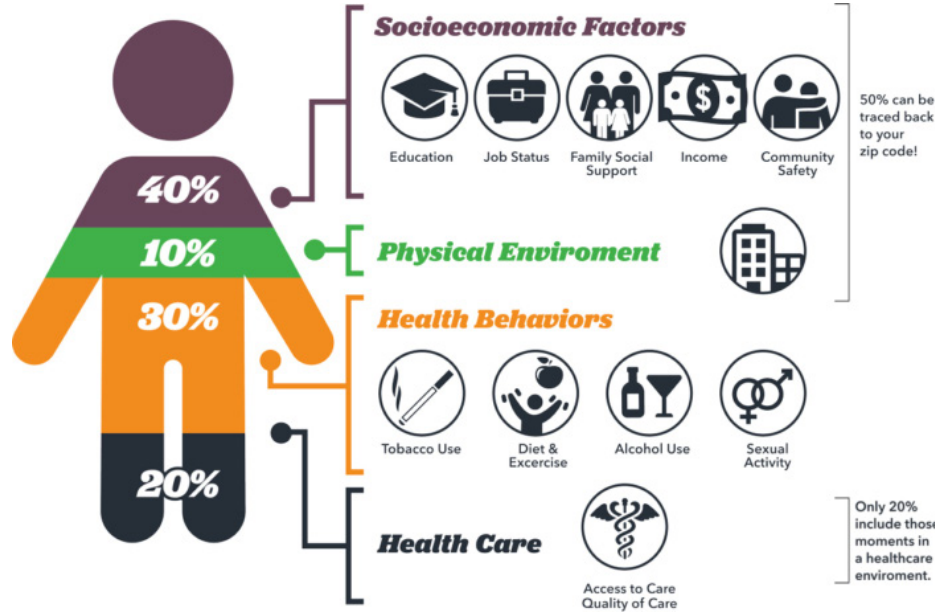 Socioeconomic Factors
Education
Job Status
Family Social
Support
Income
Community
Safety
50% can be
traced back
to your
zip code!
40%
10%
Physical Enviroment
30%
Health Behaviors
Tobacco Use
Diet &
Excercise
Alcohol Use
Sexual
Activity
20%
Health Care
Access to Care
Quality of Care
Only 20%
include those
moments in
a healthcare
enviroment.